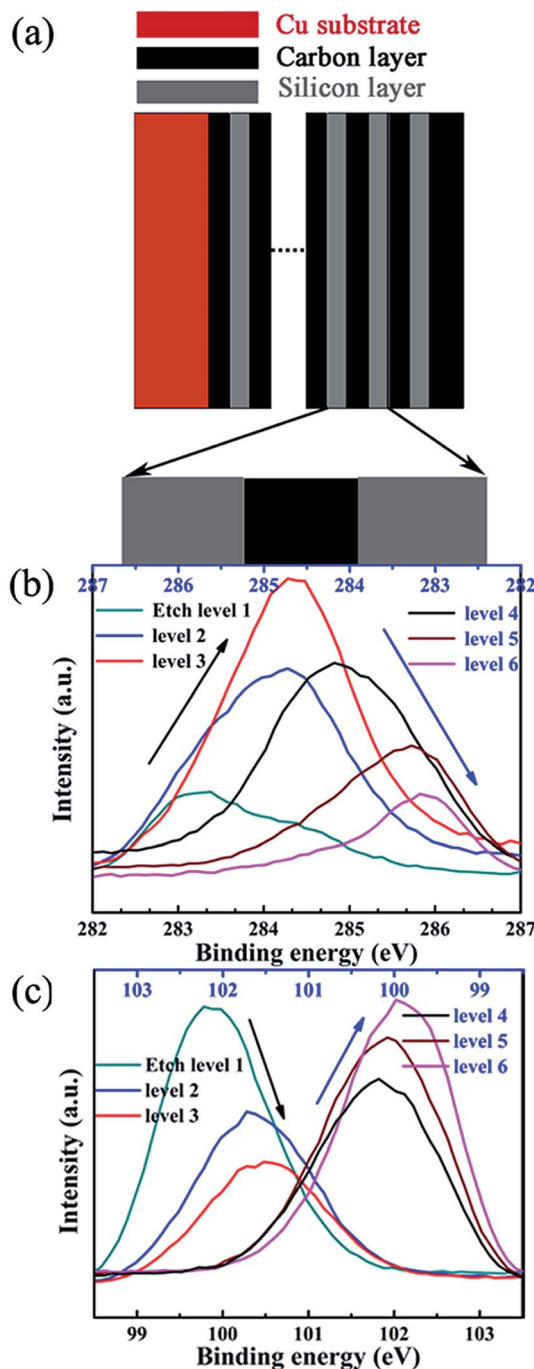 (a)
Cu substrate
Carbon layer
Silicon layer
(b)
287 286 285 284 283 282
Etch level 1
level 2
level 3
level 4
level 5
level 6
Intensity (a.u.)
282 283 284 285 286 287
Binding energy (eV)
(c)
103 102 101 100 99
Etch level 1
level 2
level 3
level 4
level 5
level 6
Intensity (a.u.)
99 100 101 102 103
Binding energy (eV)